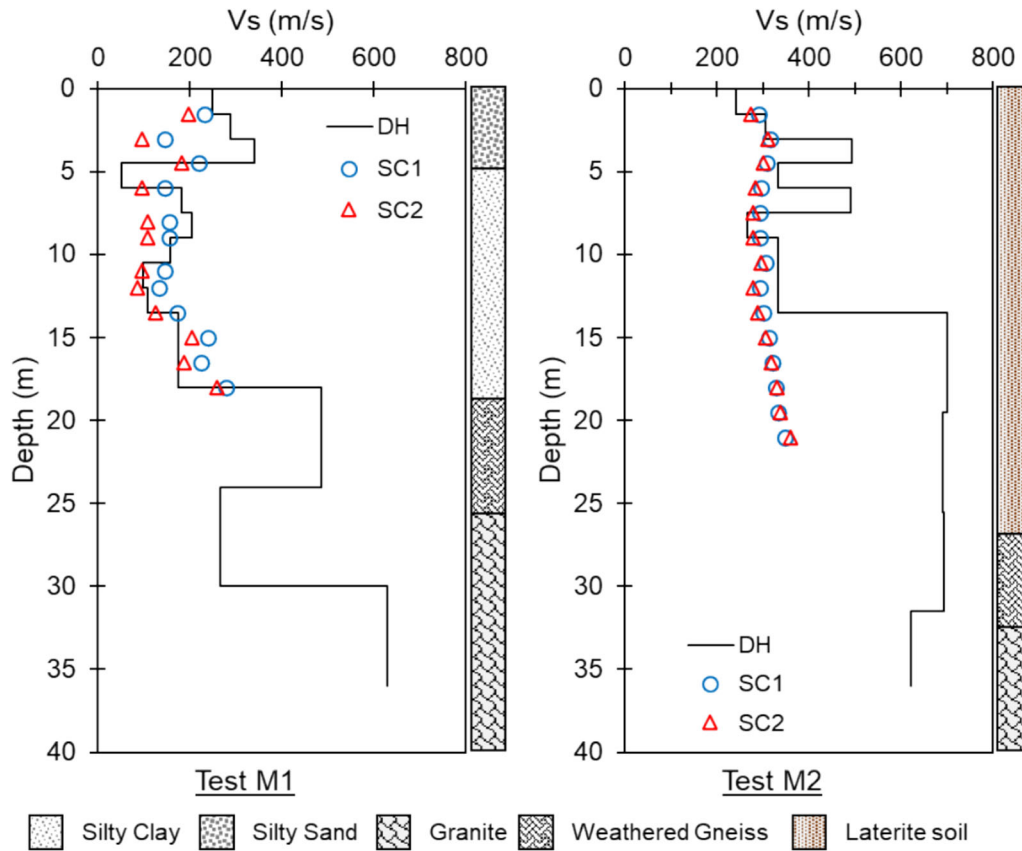 Vs (m/s)
0 200 400 600 800
0
5
10
15
20
25
30
35
40
Depth (m)
DH
SC1
SC2
Test M1
Vs (m/s)
0 200 400 600 800
0
5
10
15
20
25
30
35
40
Depth (m)
DH
SC1
SC2
Test M2
Silty Clay Silty Sand Granite Weathered Gneiss Laterite soil